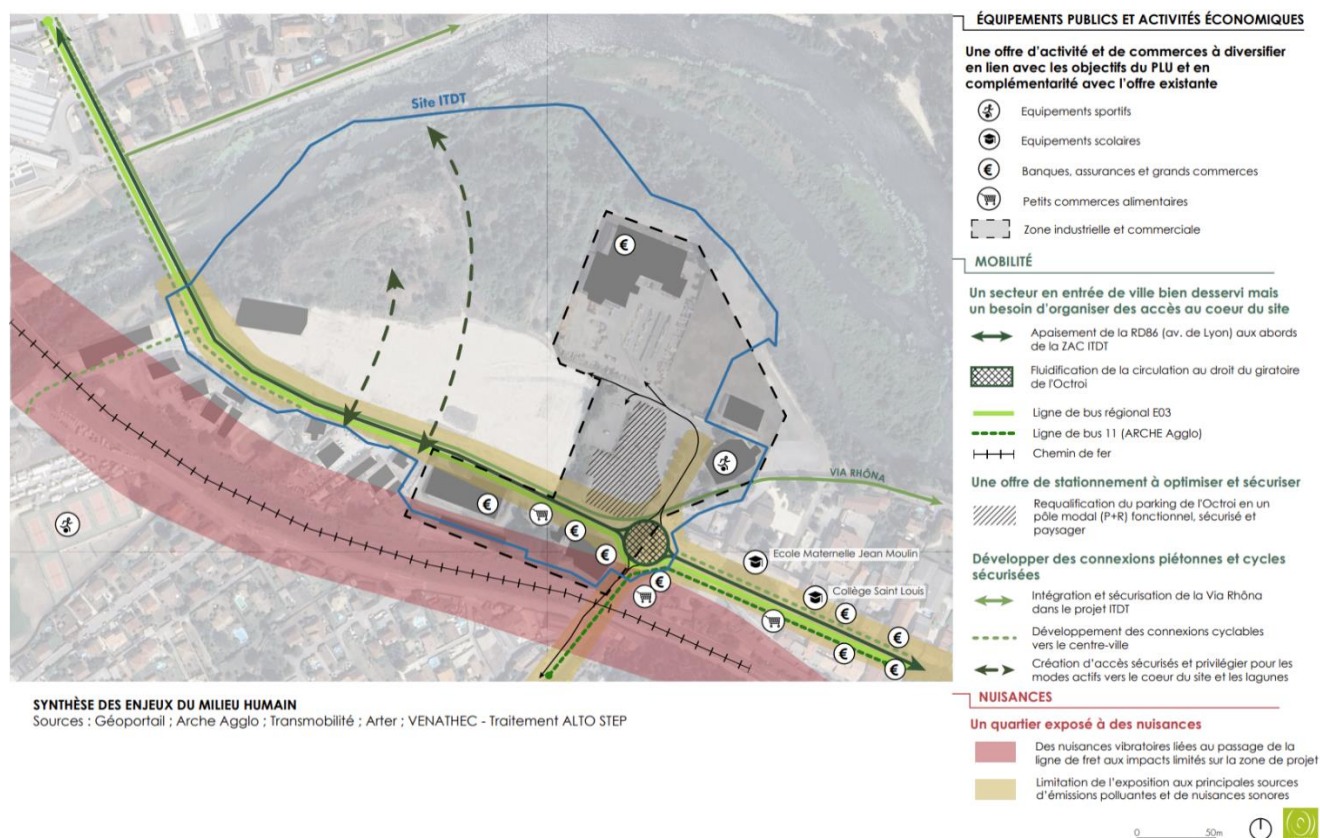 Site ITDT
VIA RHÔNA
Ecole Maternelle Jean Moulin
Collège Saint Louis
SYNTHÈSE DES ENJEUX DU MILIEU HUMAIN
Sources : Géoportail ; Arche Agglo ; Transmobilité ; Arter ; VENATHEC - Traitement ALTO STEP
ÉQUIPEMENTS PUBLICS ET ACTIVITÉS ÉCONOMIQUES
Une offre d'activité et de commerces à diversifier
en lien avec les objectifs du PLU et en
complémentarité avec l'offre existante
Equipements sportifs
Equipements scolaires
€ Banques, assurances et grands commerces
Petits commerces alimentaires
Zone industrielle et commerciale
MOBILITÉ
Un secteur en entrée de ville bien desservi mais
un besoin d'organiser des accès au coeur du site
Apaisement de la RD86 (av. de Lyon) aux abords
de la ZAC ITDT
Fluidification de la circulation au droit du giratoire
de l'Octroi
Ligne de bus régional E03
Ligne de bus 11 (ARCHE Agglo)
Chemin de fer
Une offre de stationnement à optimiser et sécuriser
Requalification du parking de l'Octroi en un
pôle modal (P+R) fonctionnel, sécurisé et
paysager
Développer des connexions piétonnes et cycles
sécurisées
Intégration et sécurisation de la Via Rhôna
dans le projet ITDT
Développement des connexions cyclables
vers le centre-ville
Création d'accès sécurisés et privilégier pour les
modes actifs vers le coeur du site et les lagunes
NUISANCES
Un quartier exposé à des nuisances
Des nuisances vibratoires liées au passage de la
ligne de fret aux impacts limités sur la zone de projet
Limitation de l'exposition aux principales sources
d'émissions polluantes et de nuisances sonores
0 50m